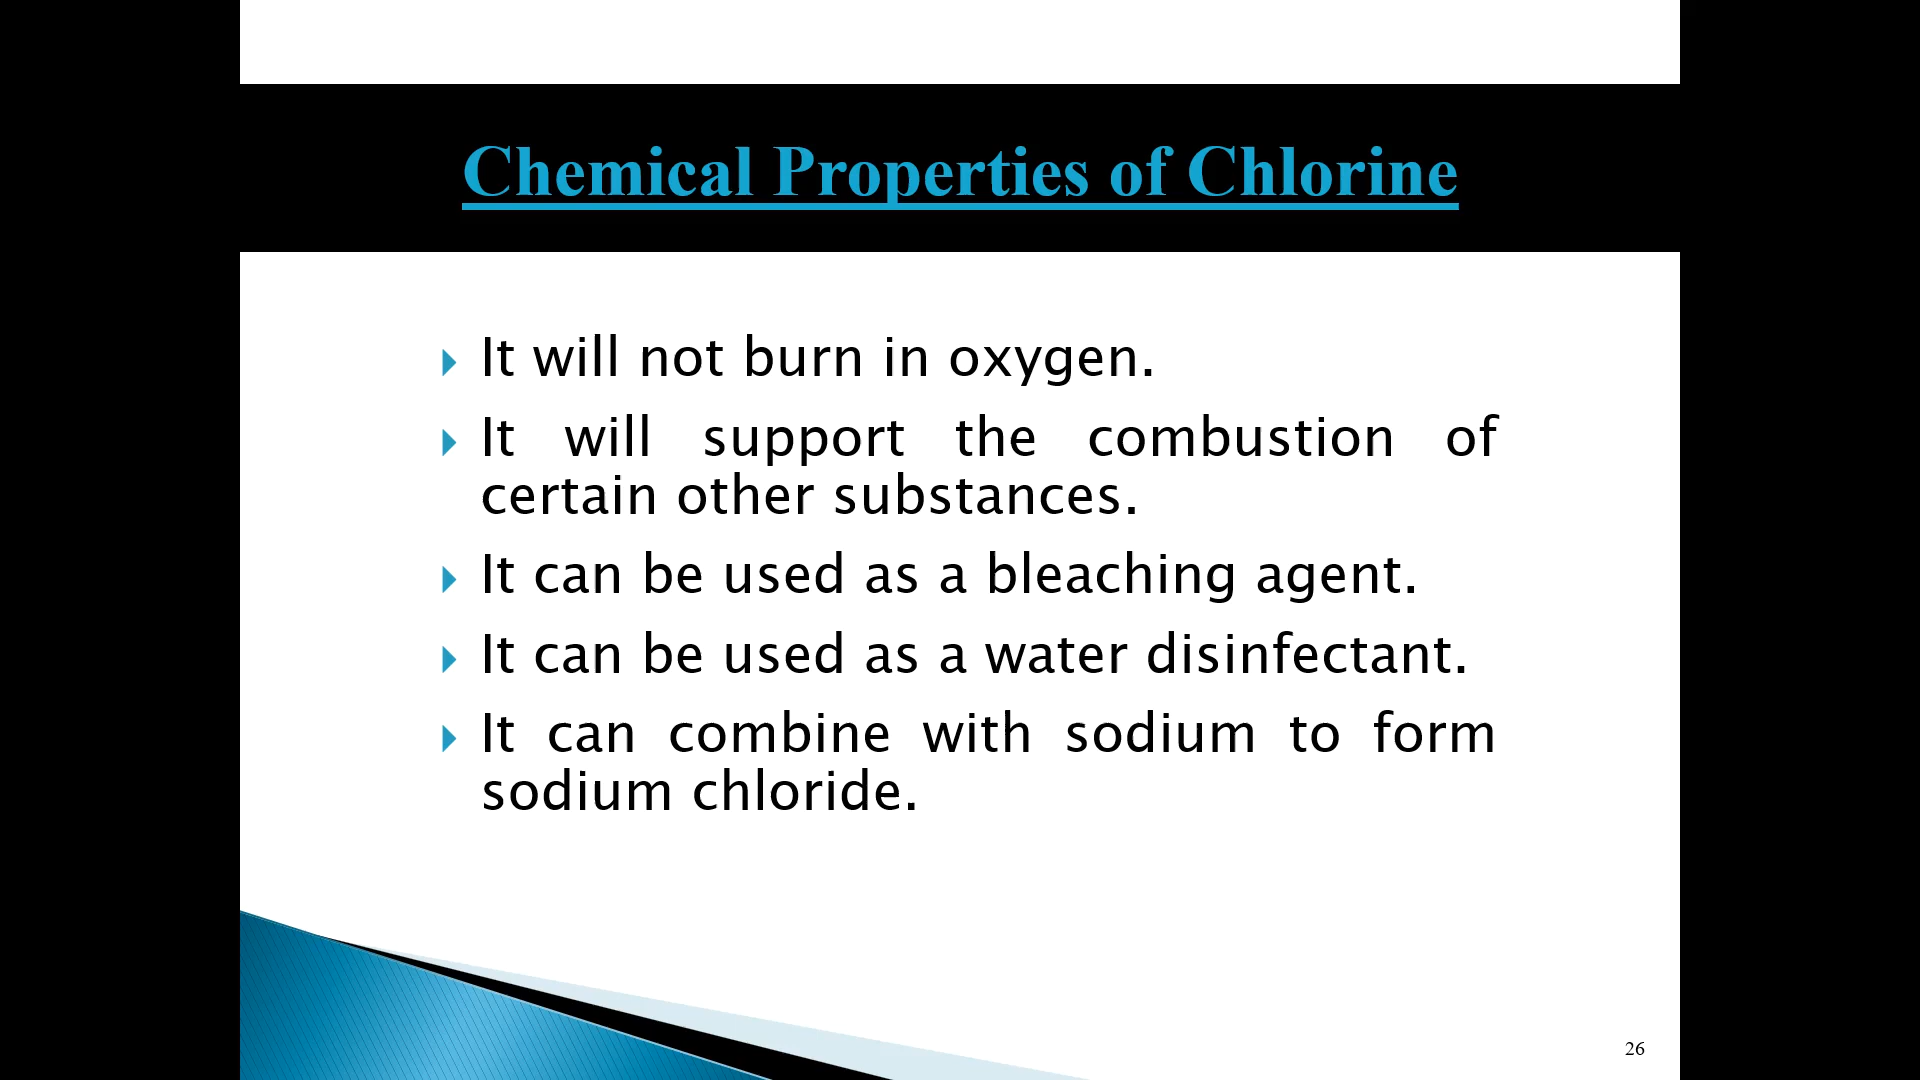 Chemical Properties of Chlorine
It will not burn in oxygen.
It will support the combustion of
certain other substances.
It can be used as a bleaching agent.
It can be used as a water disinfectant.
It can combine with sodium to form
sodium chloride.
26